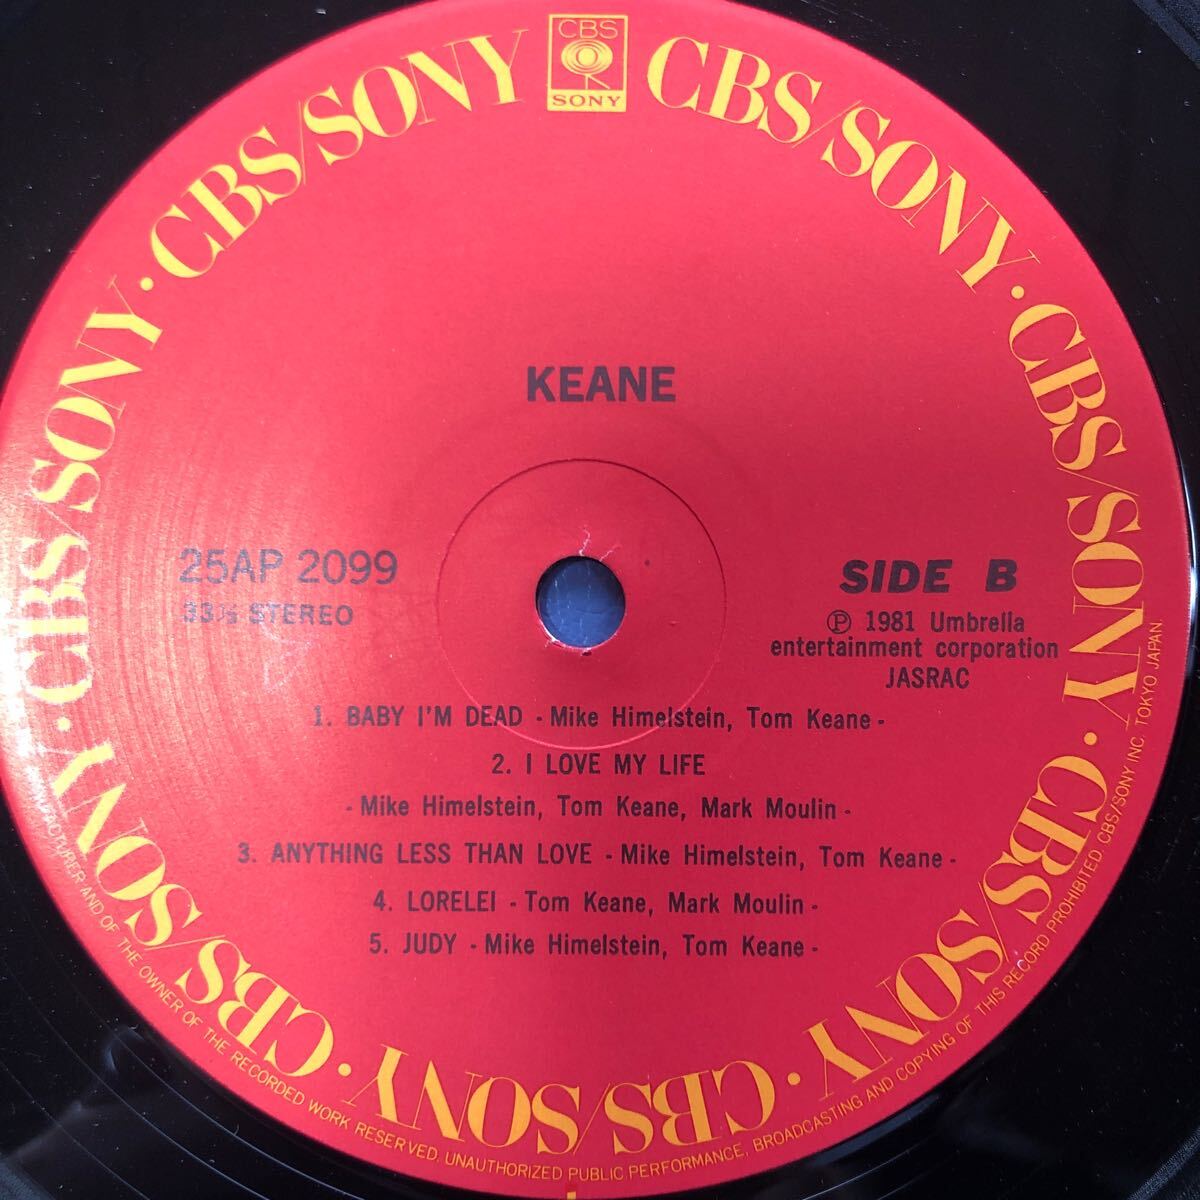 CBS
SONY
CBS/SONY · CBS/SONY · CBS/SONY · CBS/SONY · CBS/SONY · CBS/SONY · CBS/SONY · CBS/SONY
KEANE
25AP 2099
33⅓ STEREO
SIDE B
Ⓟ 1981 Umbrella
entertainment corporation
JASRAC
1. BABY I'M DEAD - Mike Himelstein, Tom Keane -
2. I LOVE MY LIFE
- Mike Himelstein, Tom Keane, Mark Moulin -
3. ANYTHING LESS THAN LOVE - Mike Himelstein, Tom Keane -
4. LORELEI - Tom Keane, Mark Moulin -
5. JUDY - Mike Himelstein, Tom Keane -
AND OF THE OWNER OF THE RECORDED WORK RESERVED. UNAUTHORIZED PUBLIC PERFORMANCE, BROADCASTING AND COPYING OF THIS RECORD PROHIBITED. CBS/SONY INC. TOKYO JAPAN.